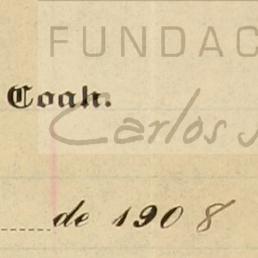 FUNDAC
Coah.
Carlos S
de 1908